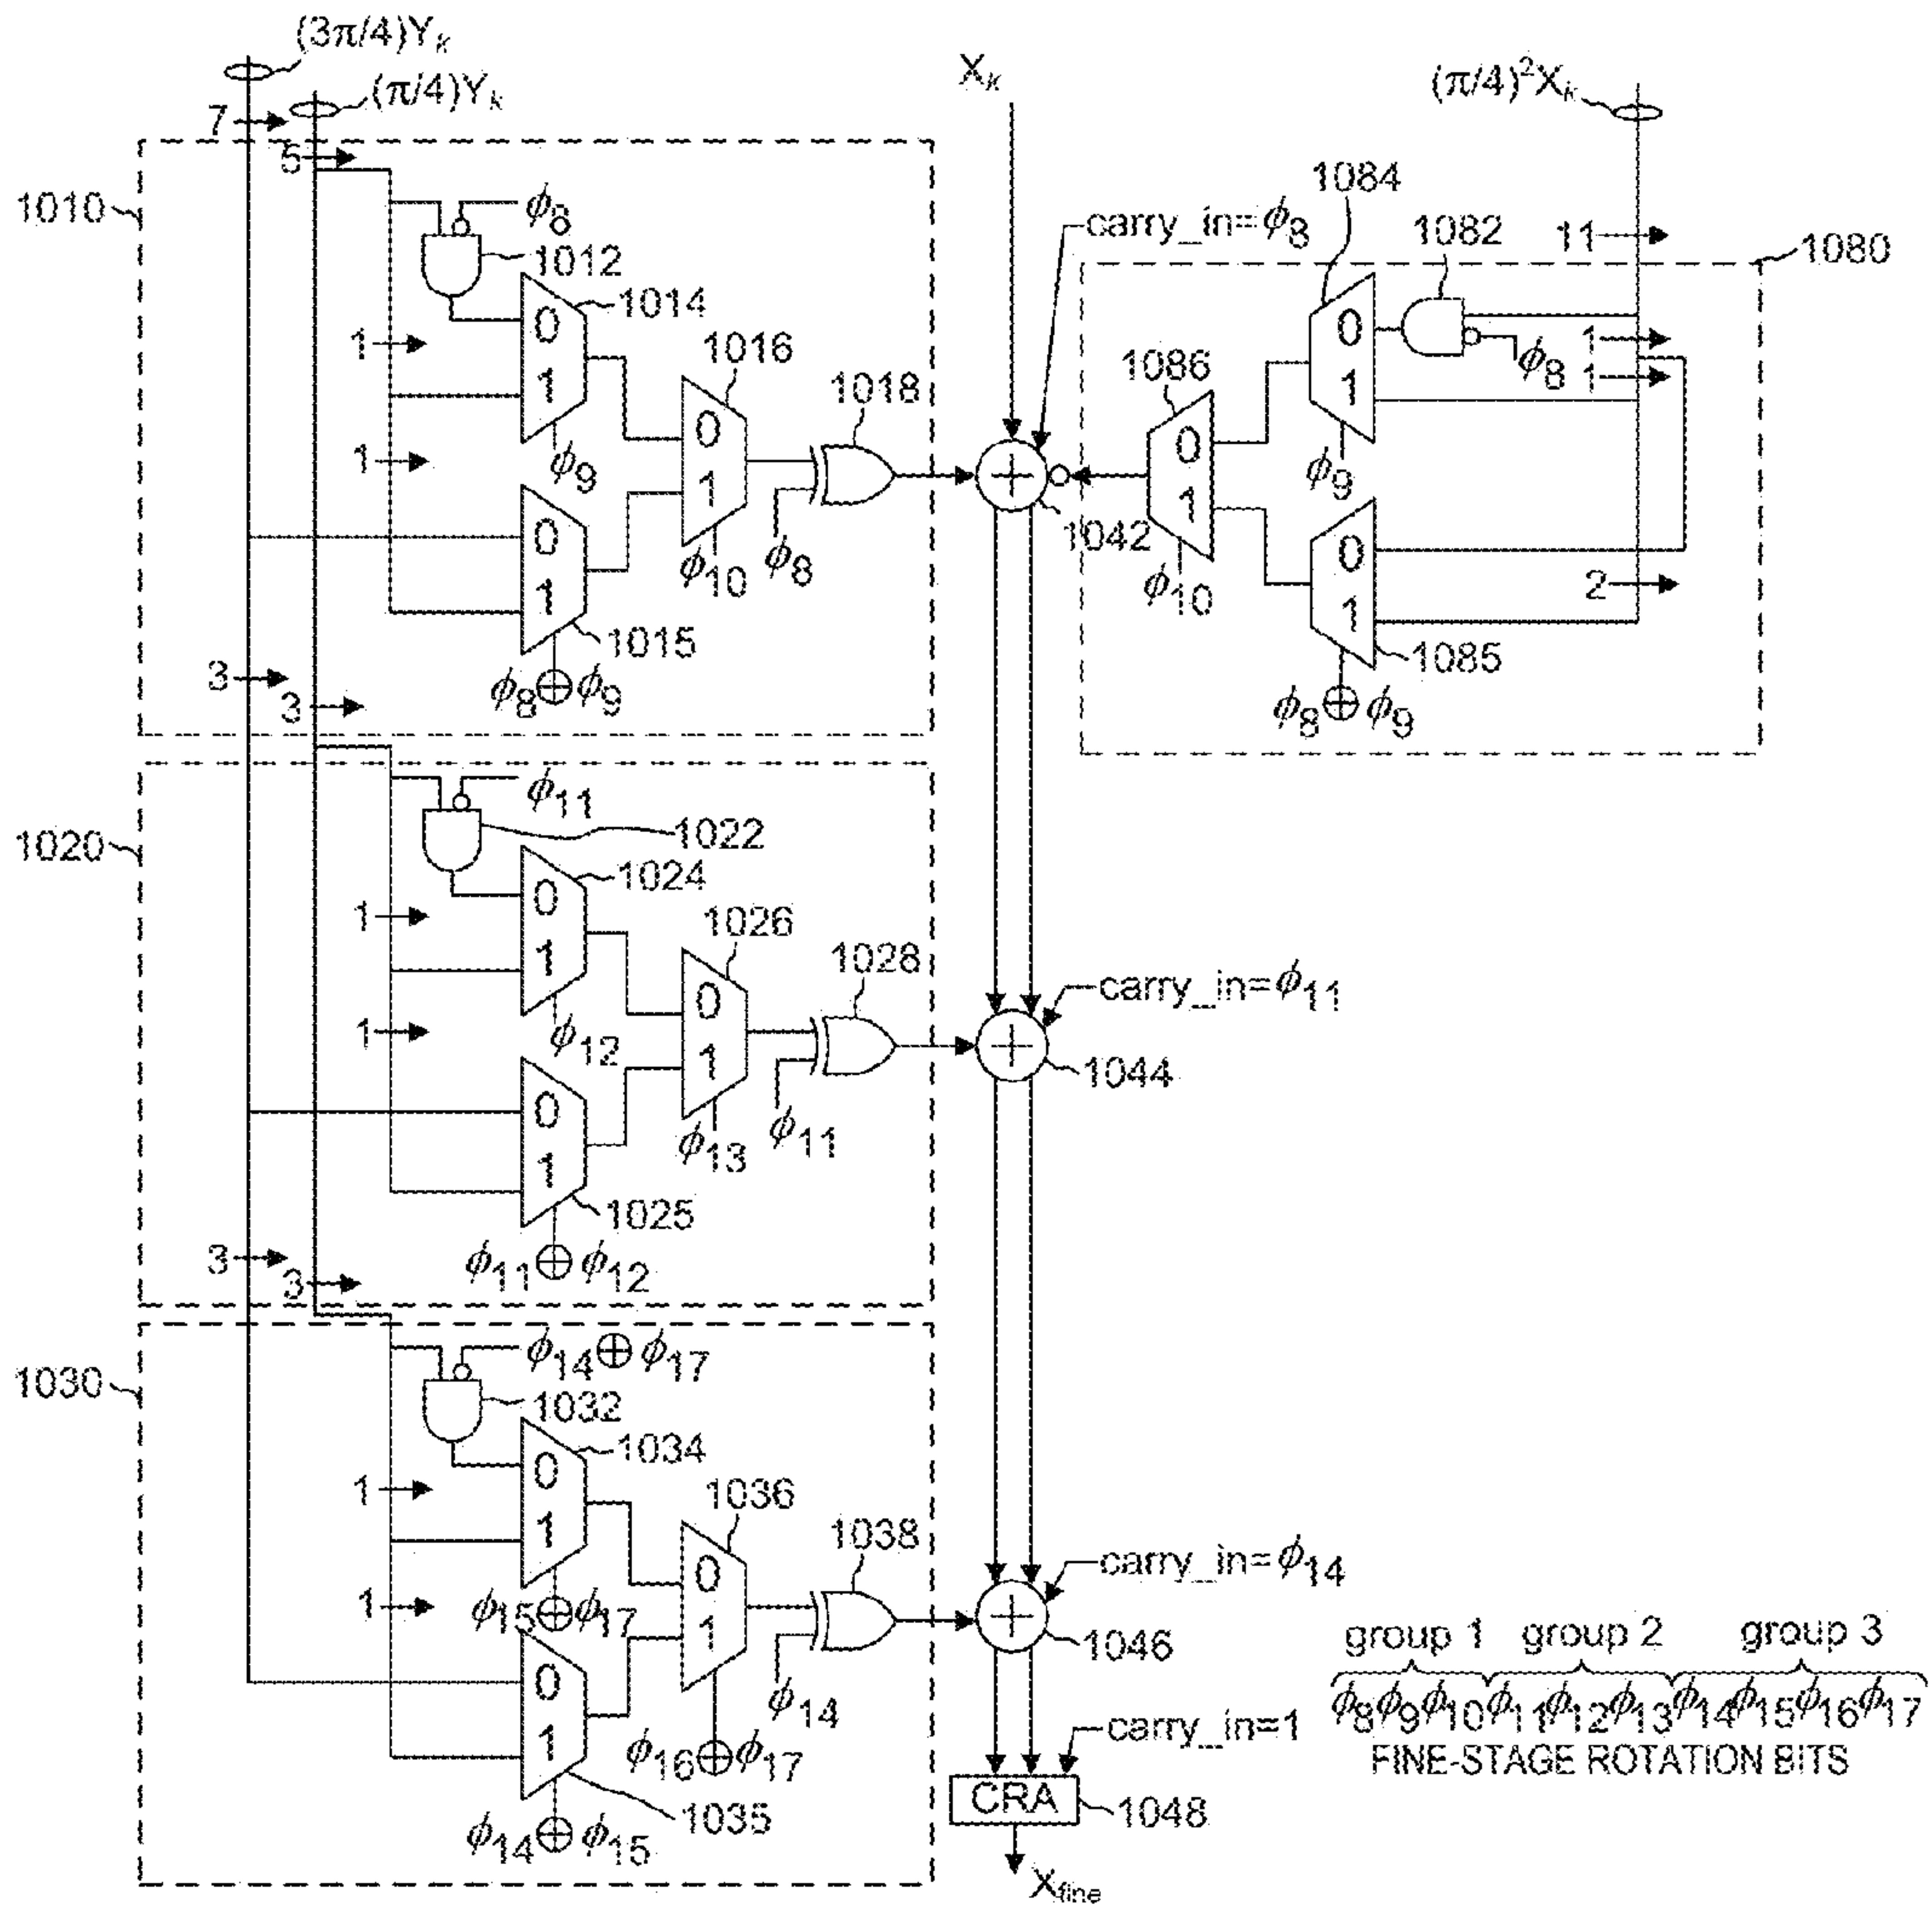 (3π/4)Yₖ
(π/4)Yₖ
Xₖ
(π/4)²Xₖ
7
5
1010
ϕ₈
1012
1014
1
0
1
ϕ₉
1
1016
0
1
ϕ₁₀
1018
ϕ₈
0
1
1015
ϕ₈⊕ϕ₉
3
3
carry_in=ϕ₈
+
1042
1084
1082
11
1080
0
1
ϕ₈
1
1
ϕ₉
1086
0
1
ϕ₁₀
0
1
2
1085
ϕ₈⊕ϕ₉
1020
ϕ₁₁
1022
1024
1
0
1
ϕ₁₂
1
1026
0
1
ϕ₁₃
1028
ϕ₁₁
0
1
1025
ϕ₁₁⊕ϕ₁₂
3
3
carry_in=ϕ₁₁
+
1044
1030
ϕ₁₄⊕ϕ₁₇
1032
1034
1
0
1
ϕ₁₅⊕ϕ₁₇
1
1036
0
1
ϕ₁₆⊕ϕ₁₇
1038
ϕ₁₄
0
1
1035
ϕ₁₄⊕ϕ₁₅
carry_in=ϕ₁₄
+
1046
carry_in=1
CRA
1048
X_fine
group 1 group 2 group 3
ϕ₈ϕ₉ϕ₁₀ϕ₁₁ϕ₁₂ϕ₁₃ϕ₁₄ϕ₁₅ϕ₁₆ϕ₁₇
FINE-STAGE ROTATION BITS